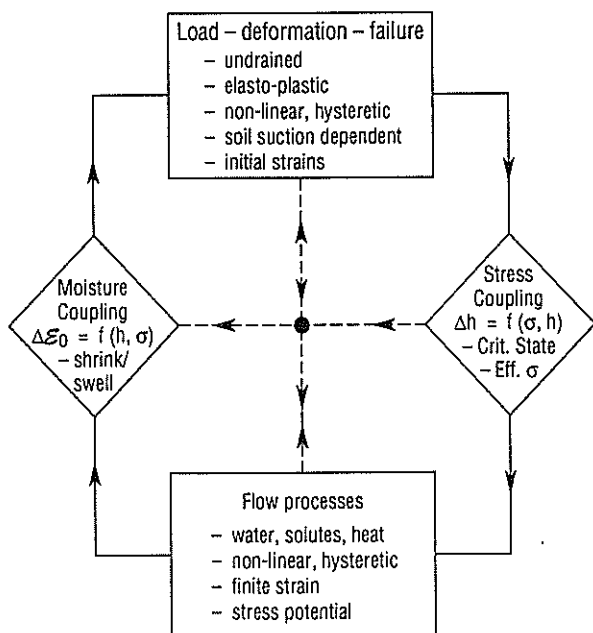 Load – deformation – failure
– undrained
– elasto-plastic
– non-linear, hysteretic
– soil suction dependent
– initial strains
Moisture
Coupling
Δℰ₀ = f (h, σ)
– shrink/
swell
Stress
Coupling
Δh = f (σ, h)
– Crit. State
– Eff. σ
Flow processes
– water, solutes, heat
– non-linear, hysteretic
– finite strain
– stress potential